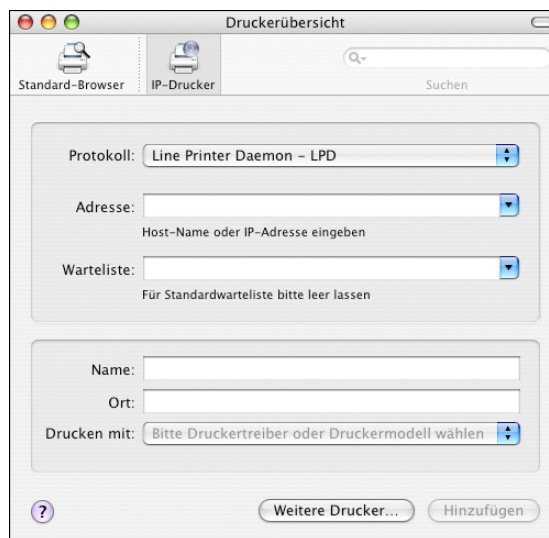 Druckerübersicht
Standard-Browser
IP-Drucker
Suchen
Protokoll: Line Printer Daemon – LPD
Adresse:
Host-Name oder IP-Adresse eingeben
Warteliste:
Für Standardwarteliste bitte leer lassen
Name:
Ort:
Drucken mit: Bitte Druckertreiber oder Druckermodell wählen
? Weitere Drucker... Hinzufügen